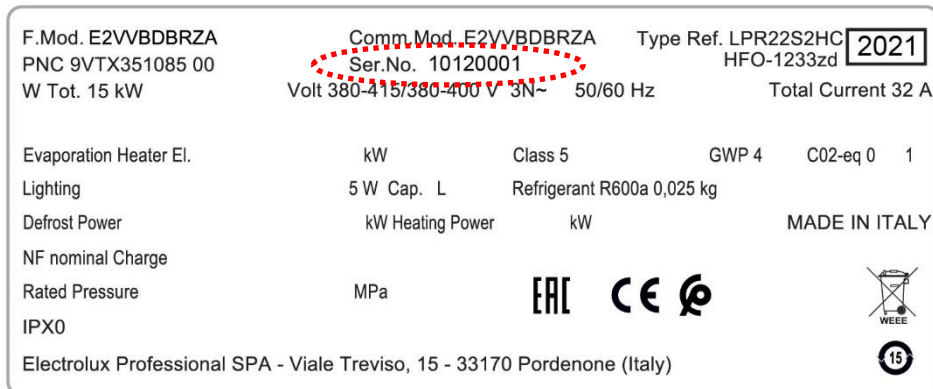 F.Mod. E2VVBDBRZA Comm.Mod. E2VVBDBRZA Type Ref. LPR22S2HC 2021
PNC 9VTX351085 00 Ser.No. 10120001 HFO-1233zd
W Tot. 15 kW Volt 380-415/380-400 V 3N~ 50/60 Hz Total Current 32 A
Evaporation Heater El. kW Class 5 GWP 4 C02-eq 0 1
Lighting 5 W Cap. L Refrigerant R600a 0,025 kg
Defrost Power kW Heating Power kW MADE IN ITALY
NF nominal Charge
Rated Pressure MPa EAC CE
WEEE
IPX0
Electrolux Professional SPA - Viale Treviso, 15 - 33170 Pordenone (Italy) 15